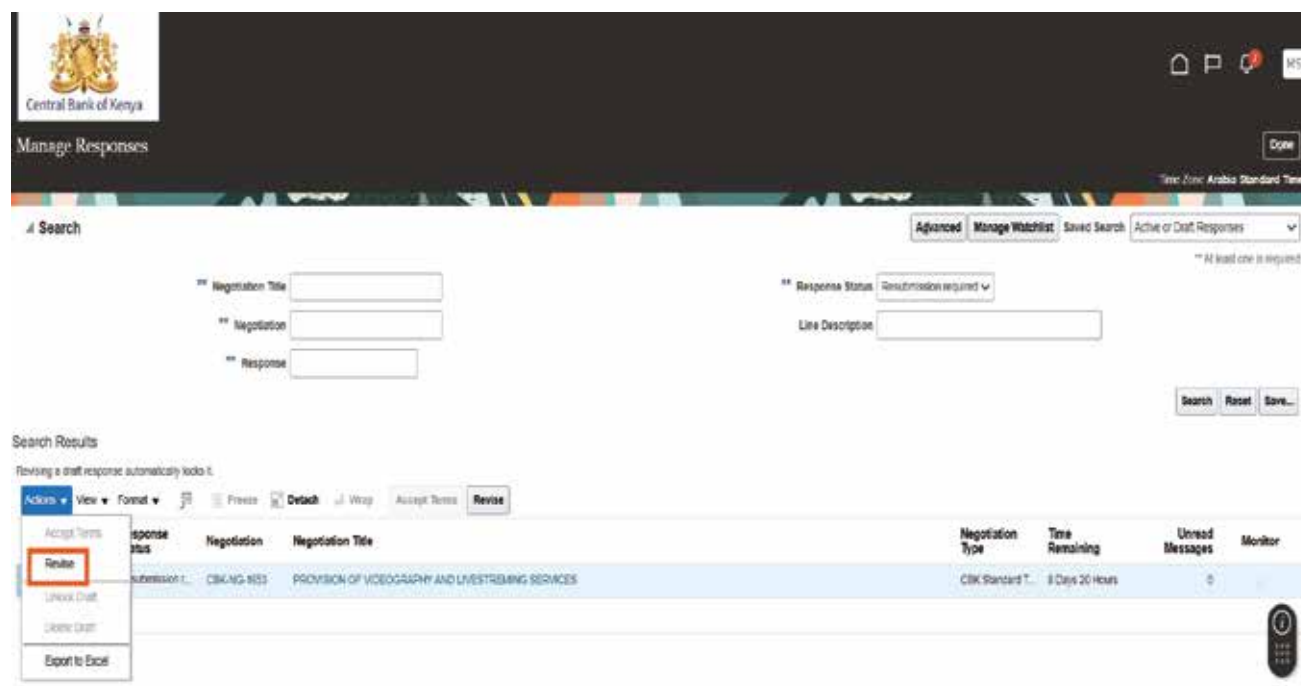 Central Bank of Kenya
Manage Responses
Done
Time Zone Arabia Standard Time
Search
Advanced Manage Watchlist Saved Search Active or Draft Responses
** At least one is required
** Negotiation Title
** Response Status Resubmission required
** Negotiation
Line Description
** Response
Search Reset Save...
Search Results
Revising a draft response automatically locks it.
Actions View Format Freeze Detach Wrap Accept Terms Revise
Accept Terms
Revise
Unlock Draft
Delete Draft
Export to Excel
Negotiation Negotiation Title Negotiation Type Time Remaining Unread Messages Monitor
PROVISION OF VIDEOGRAPHY AND LIVESTREMING SERVICES CBK Standard T... 8 Days 20 Hours 0